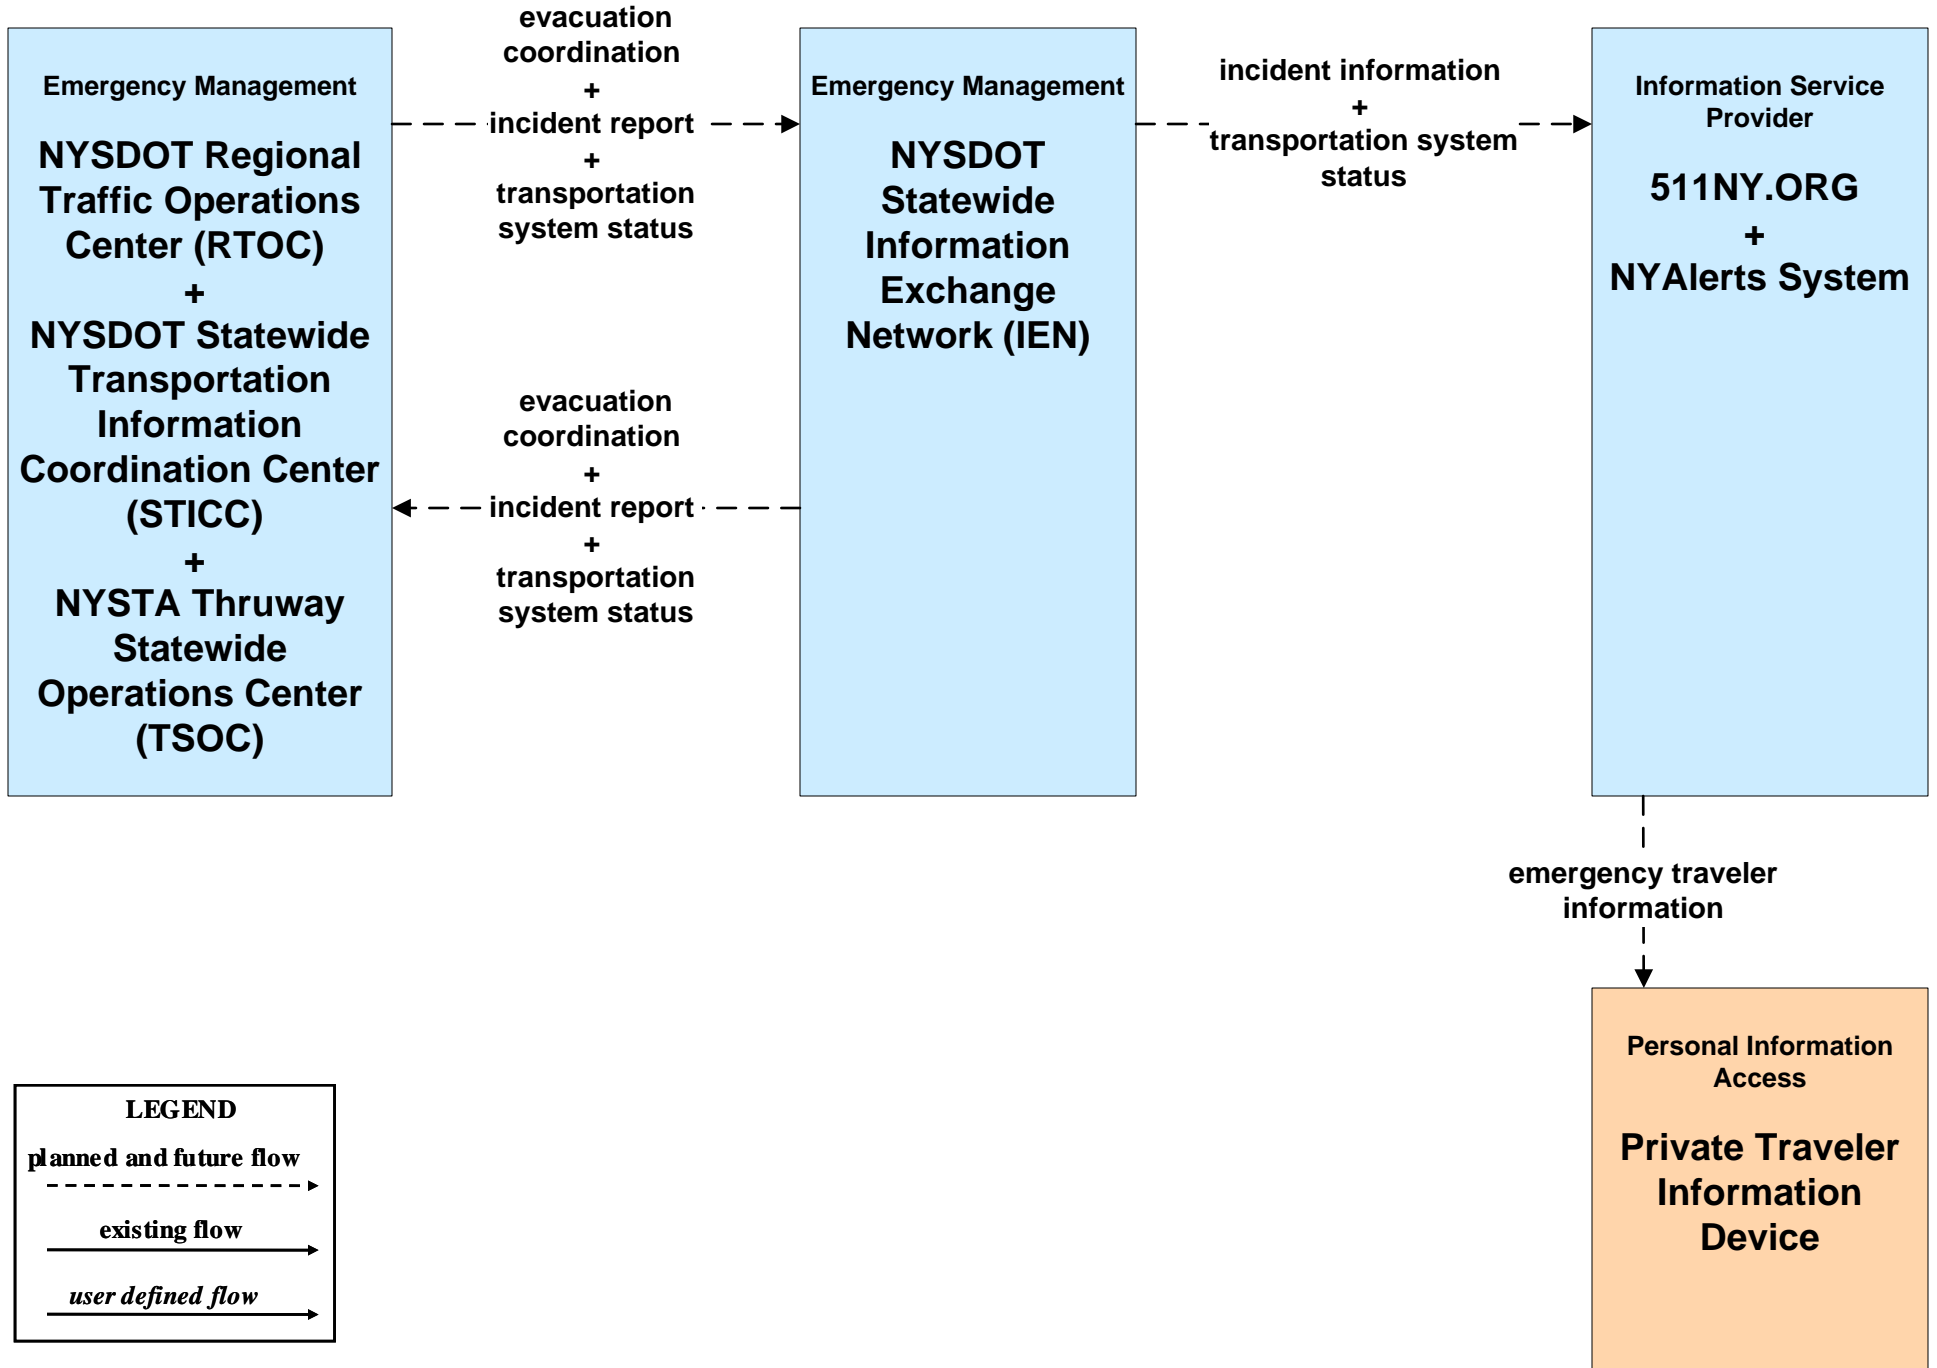 Emergency Management
NYSDOT Regional
Traffic Operations
Center (RTOC)
+
NYSDOT Statewide
Transportation
Information
Coordination Center
(STICC)
+
NYSTA Thruway
Statewide
Operations Center
(TSOC)
evacuation
coordination
+
incident report
+
transportation
system status
evacuation
coordination
+
incident report
+
transportation
system status
Emergency Management
NYSDOT
Statewide
Information
Exchange
Network (IEN)
incident information
+
transportation system
status
Information Service
Provider
511NY.ORG
+
NYAlerts System
emergency traveler
information
Personal Information
Access
Private Traveler
Information
Device
LEGEND
planned and future flow
existing flow
user defined flow